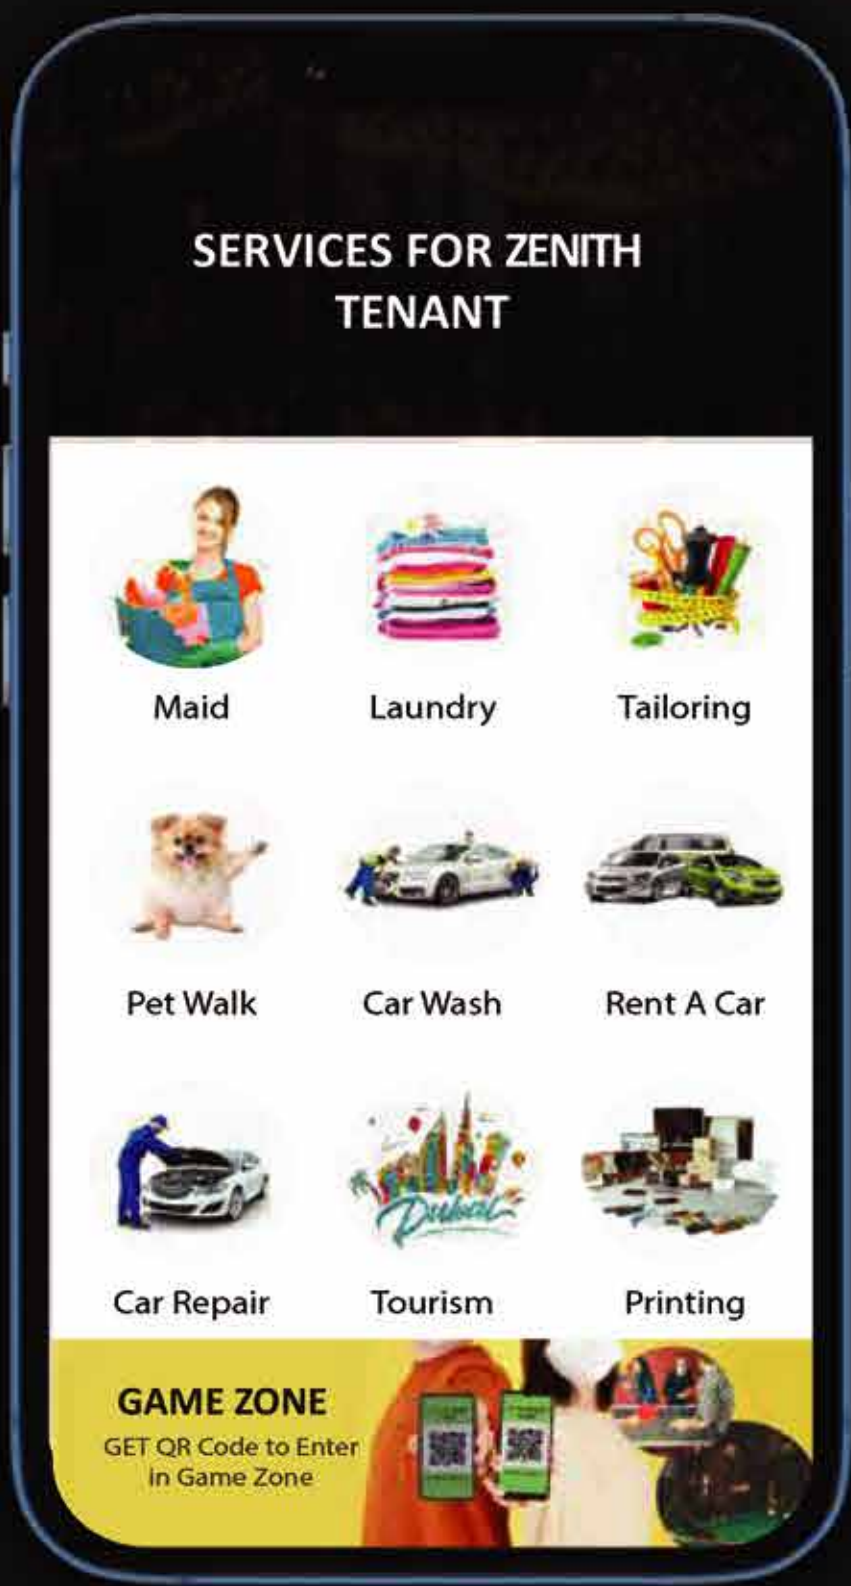 SERVICES FOR ZENITH
TENANT
Maid
Laundry
Tailoring
Pet Walk
Car Wash
Rent A Car
Dubai
Car Repair
Tourism
Printing
GAME ZONE
GET QR Code to Enter
in Game Zone